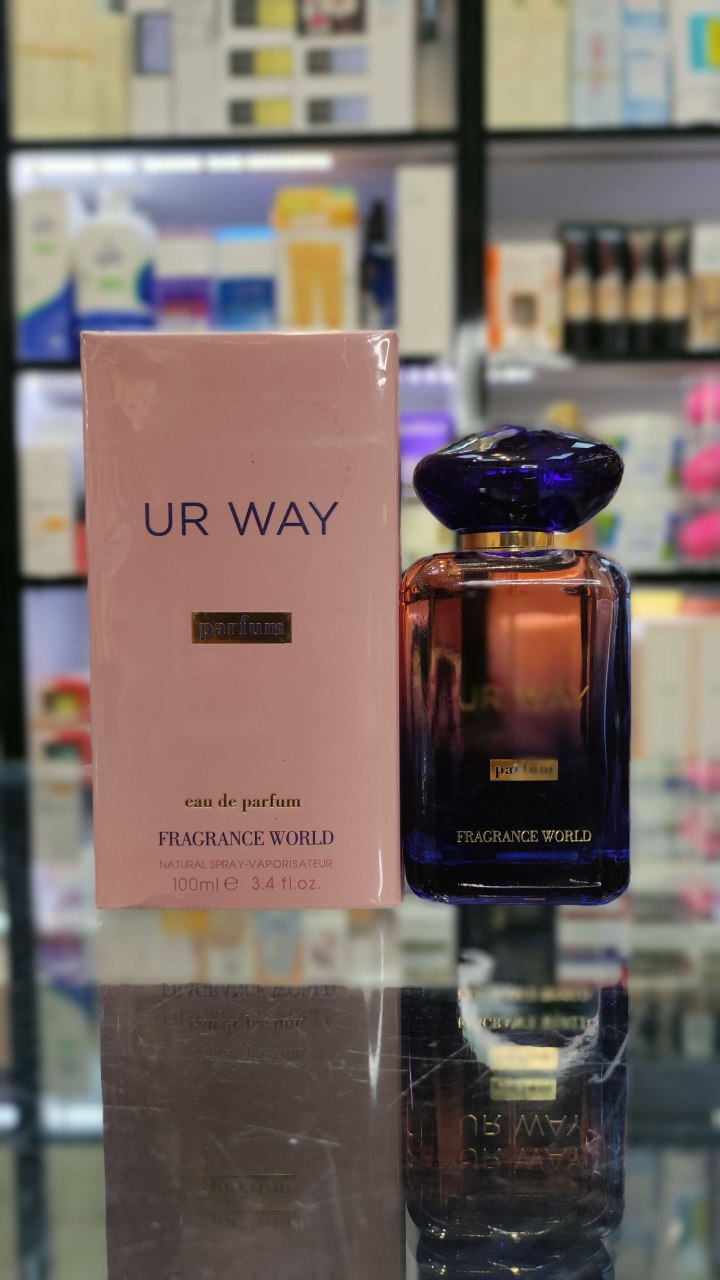 UR WAY
parfum
eau de parfum
FRAGRANCE WORLD
NATURAL SPRAY-VAPORISATEUR
100ml e 3.4 fl.oz.
UR WAY
parfum
FRAGRANCE WORLD